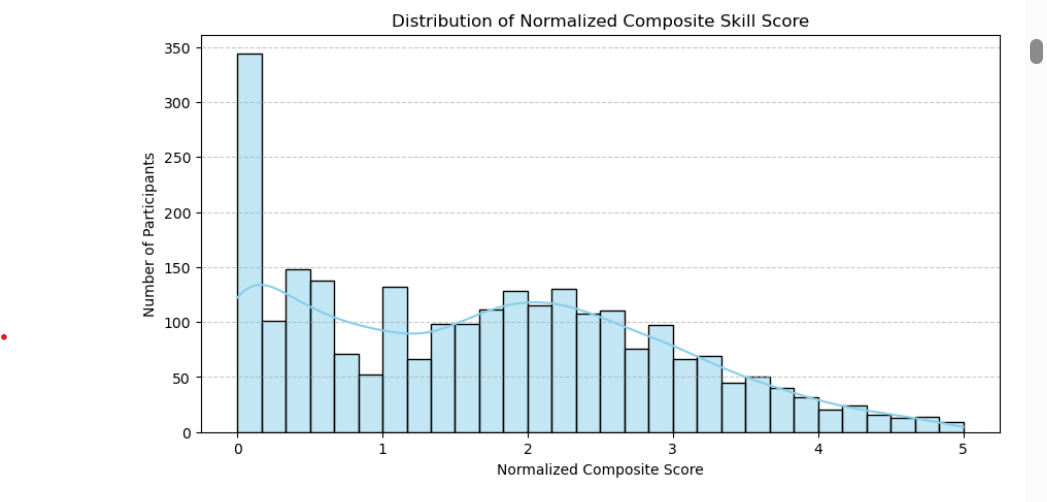 Distribution of Normalized Composite Skill Score
350
300
250
200
150
100
50
0
Number of Participants
0 1 2 3 4 5
Normalized Composite Score